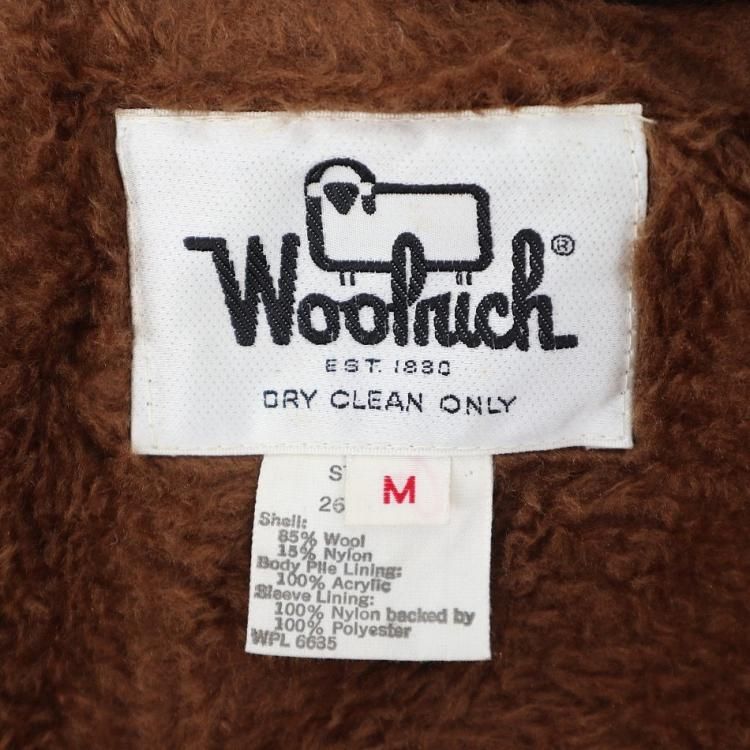 Woolrich®
EST. 1830
DRY CLEAN ONLY
M
26
Shell:
85% Wool
15% Nylon
Body Pile Lining:
100% Acrylic
Sleeve Lining:
100% Nylon backed by
100% Polyester
WPL 6635